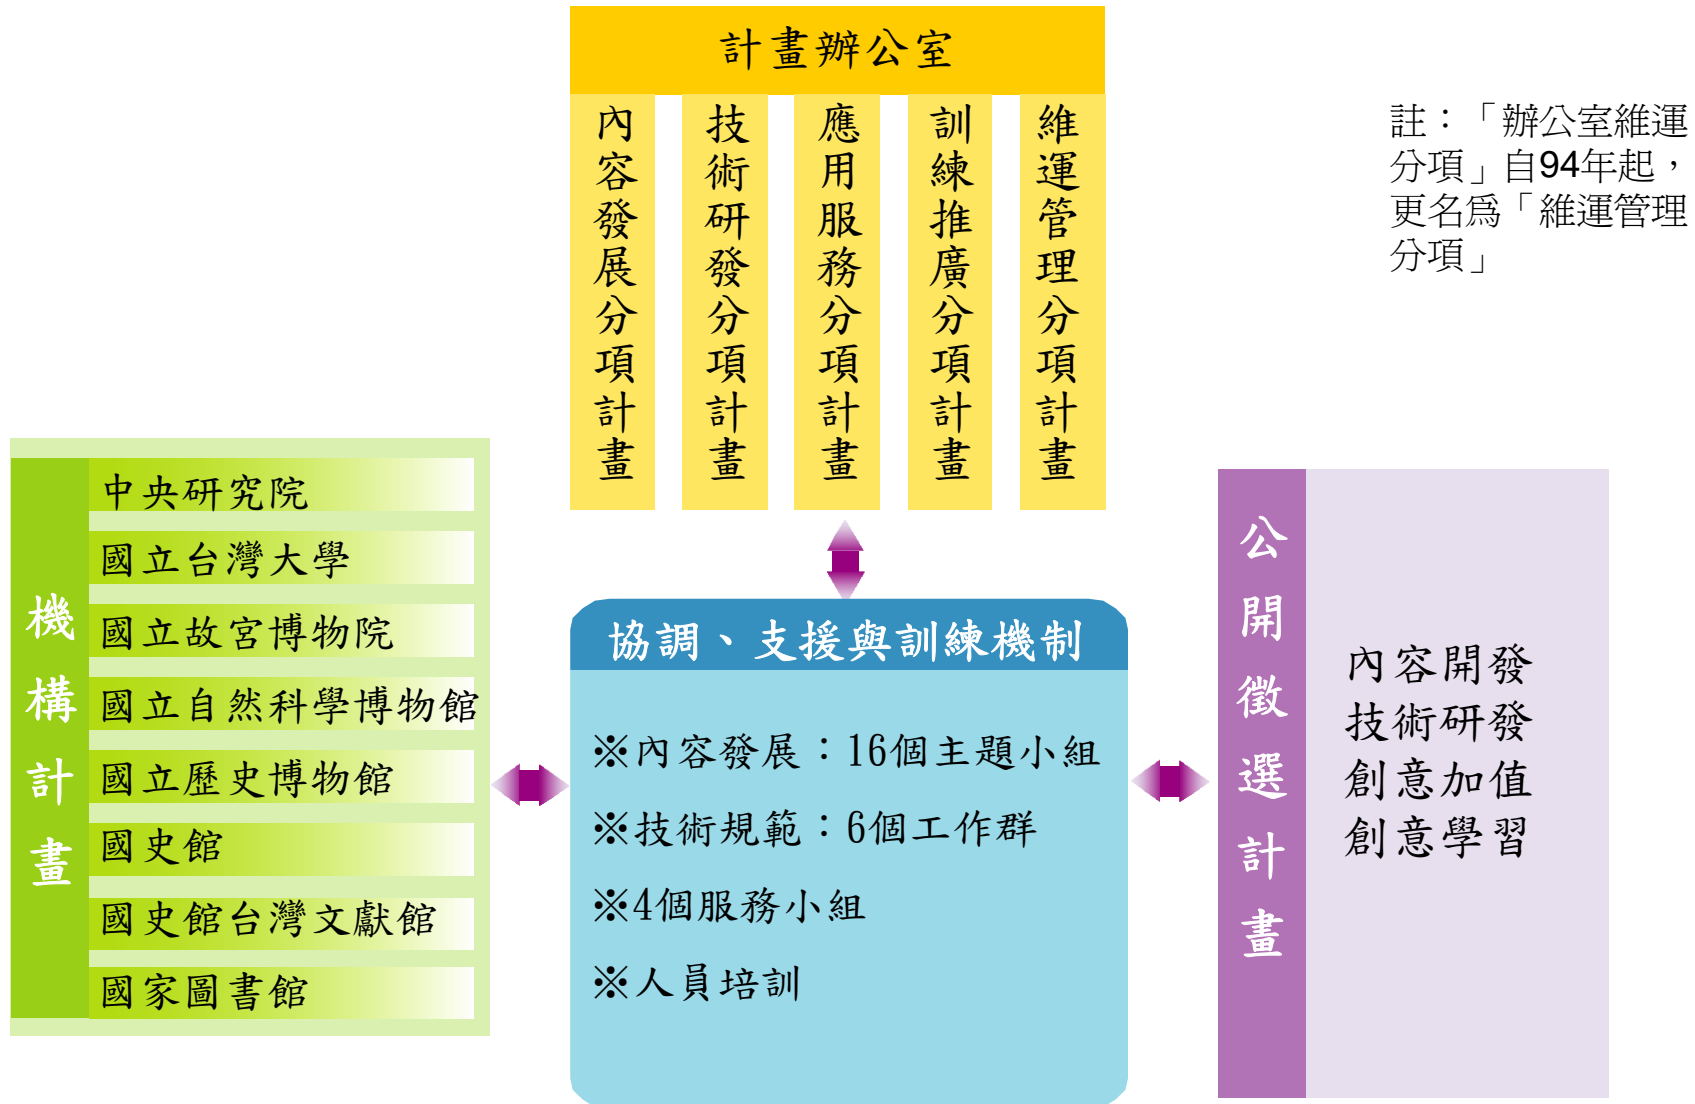 計畫辦公室
內容發展分項計畫
技術研發分項計畫
應用服務分項計畫
訓練推廣分項計畫
維運管理分項計畫
註：「辦公室維運
分項」自94年起，
更名為「維運管理
分項」
機構計畫
中央研究院
國立台灣大學
國立故宮博物院
國立自然科學博物館
國立歷史博物館
國史館
國史館台灣文獻館
國家圖書館
協調、支援與訓練機制
※內容發展：16個主題小組
※技術規範：6個工作群
※4個服務小組
※人員培訓
公開徵選計畫
內容開發
技術研發
創意加值
創意學習